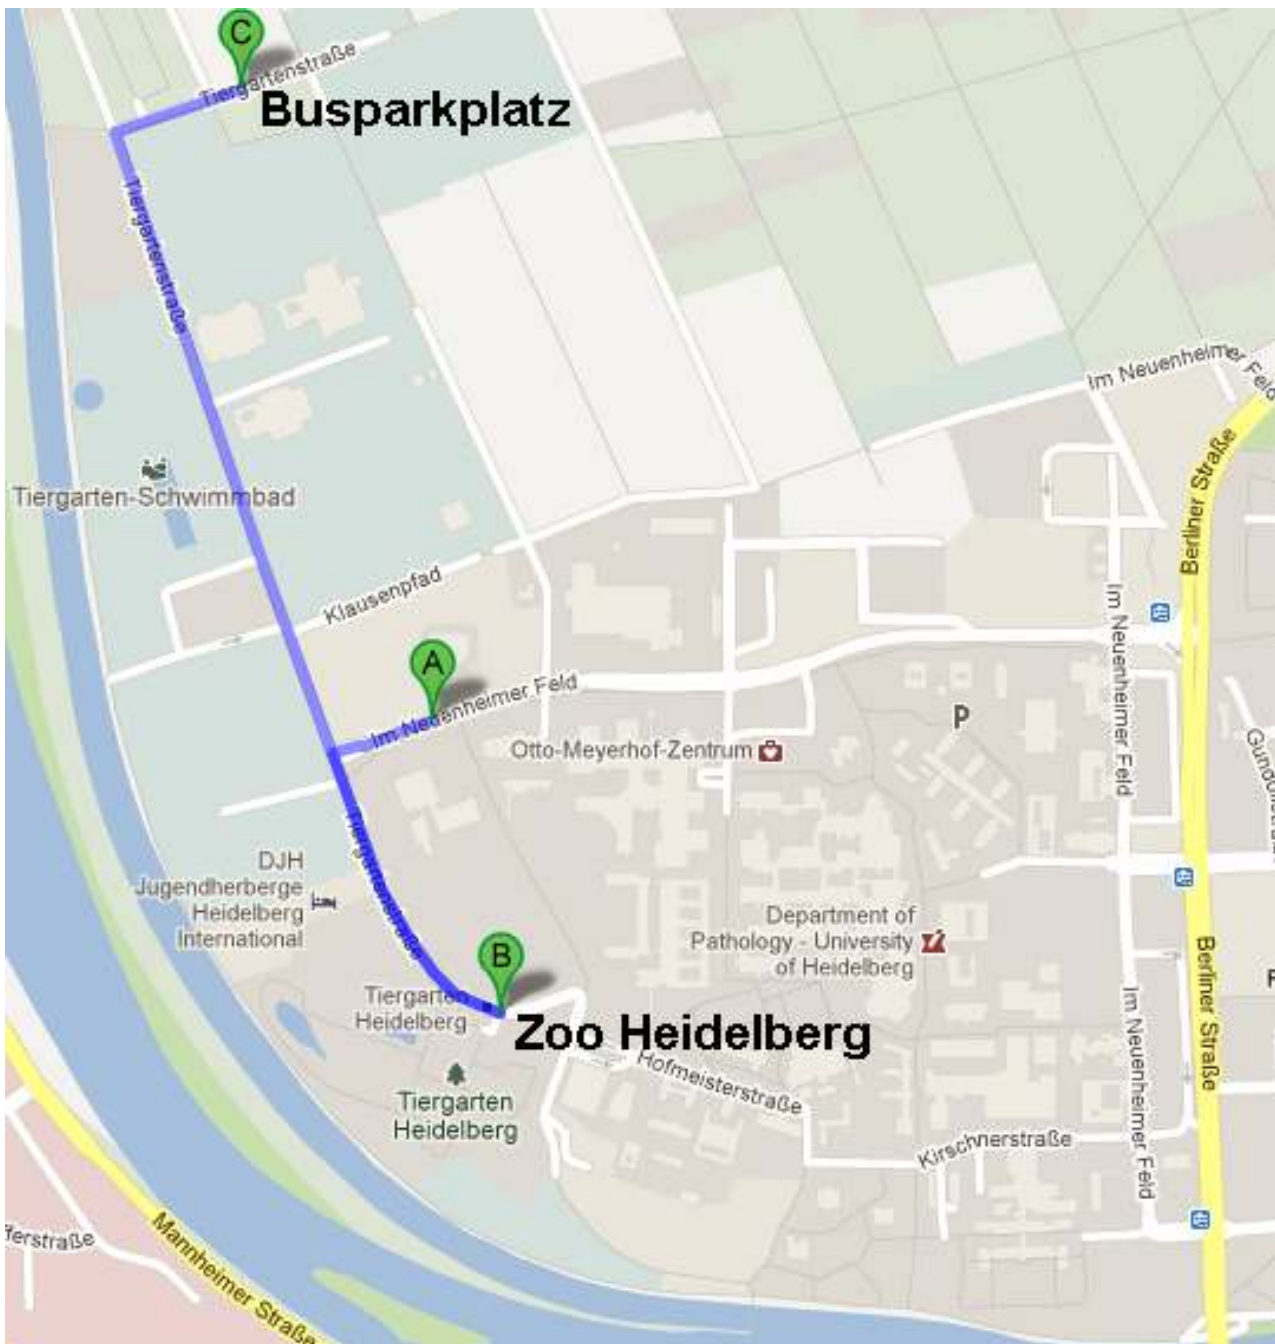 C
Tiergartenstraße
Busparkplatz
Tiergartenstraße
Im Neuenheimer Feld
Berliner Straße
Tiergarten-Schwimmbad
Klausenpfad
Im Neuenheimer Feld
A
Im Neuenheimer Feld
P
Otto-Meyerhof-Zentrum
Tiergartenstraße
DJH
Jugendherberge
Heidelberg
International
Department of
Pathology - University
of Heidelberg
B
Berliner Straße
Tiergarten
Heidelberg
Zoo Heidelberg
Im Neuenheimer Feld
Hofmeisterstraße
Tiergarten
Heidelberg
Kirschnerstraße
Mannheimer Straße